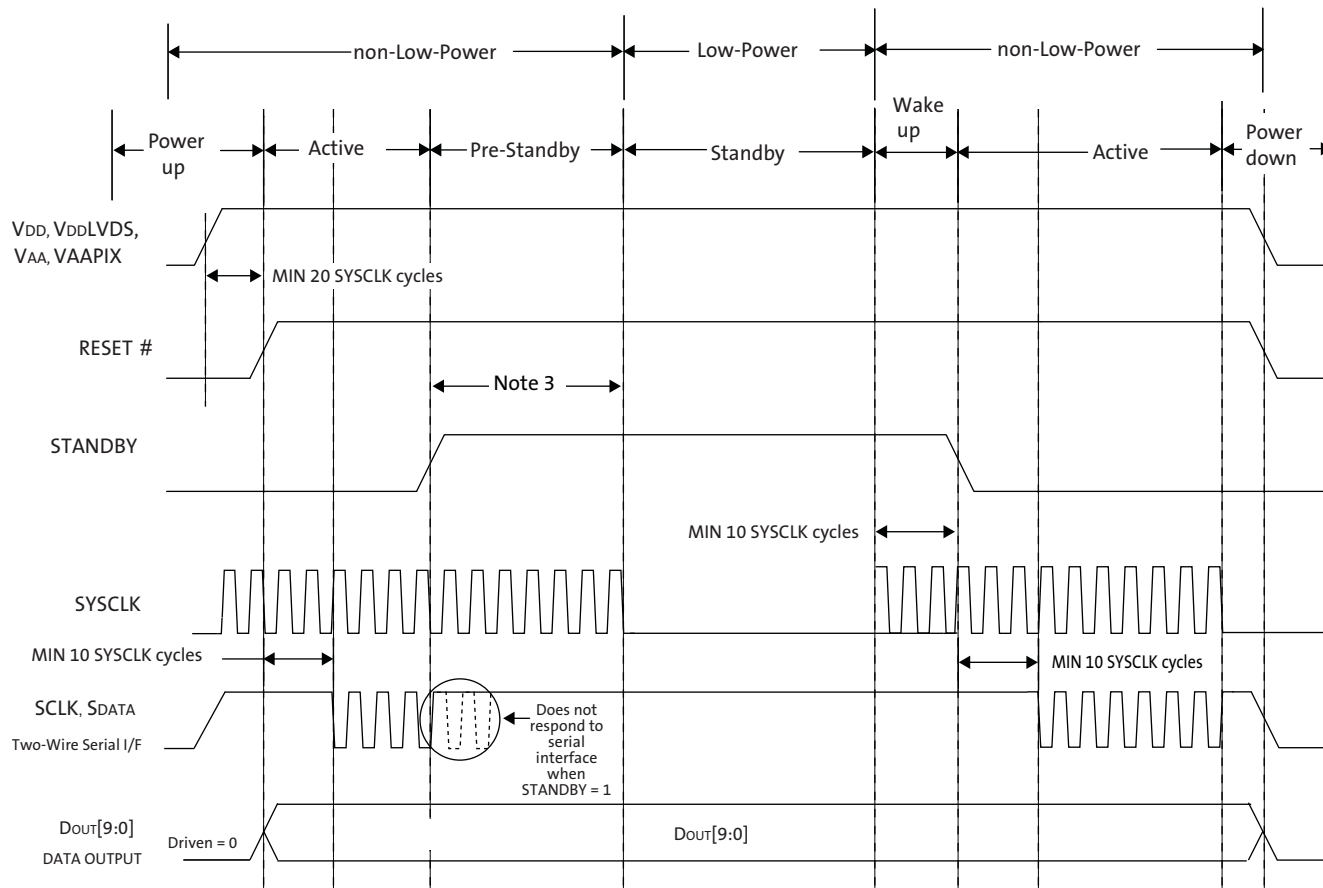 non-Low-Power
Low-Power
non-Low-Power
Power
up
Active
Pre-Standby
Standby
Wake
up
Active
Power
down
VDD, VDDLVDS,
VAA, VAAPIX
MIN 20 SYSCLK cycles
RESET #
Note 3
STANDBY
MIN 10 SYSCLK cycles
SYSCLK
MIN 10 SYSCLK cycles
MIN 10 SYSCLK cycles
SCLK, SDATA
Two-Wire Serial I/F
Does not
respond to
serial
interface
when
STANDBY = 1
DOUT[9:0]
DATA OUTPUT
Driven = 0
DOUT[9:0]